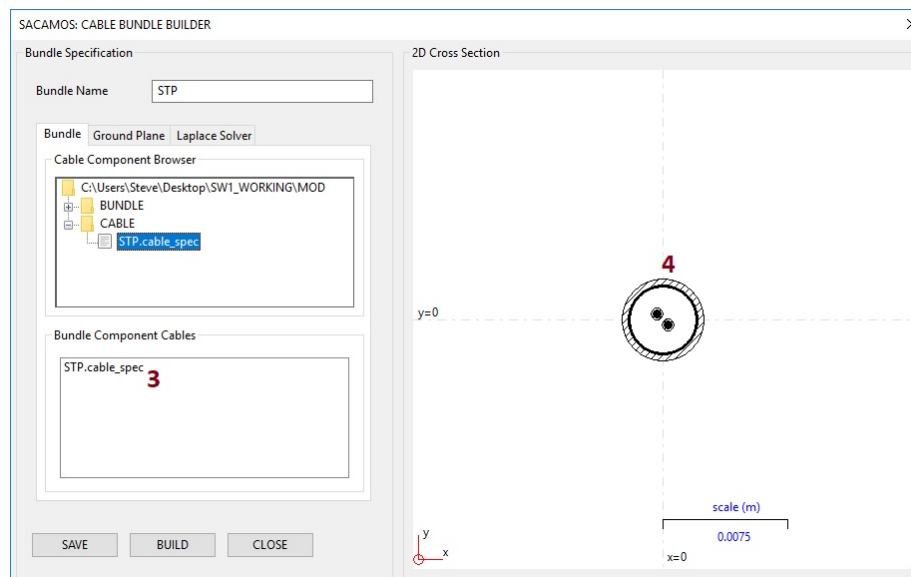 SACAMOS: CABLE BUNDLE BUILDER
Bundle Specification
Bundle Name
STP
Bundle
Ground Plane
Laplace Solver
Cable Component Browser
C:\Users\Steve\Desktop\SW1_WORKING\MOD
BUNDLE
CABLE
STP.cable_spec
Bundle Component Cables
STP.cable_spec
3
SAVE
BUILD
CLOSE
2D Cross Section
4
y=0
scale (m)
0.0075
y
x
x=0